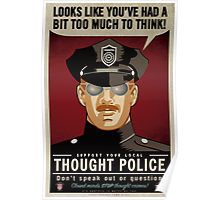 LOOKS LIKE YOU'VE HAD A
BIT TOO MUCH TO THINK!
SUPPORT YOUR LOCAL
THOUGHT POLICE
Don't speak out or question
Closed minds STOP thought crimes!